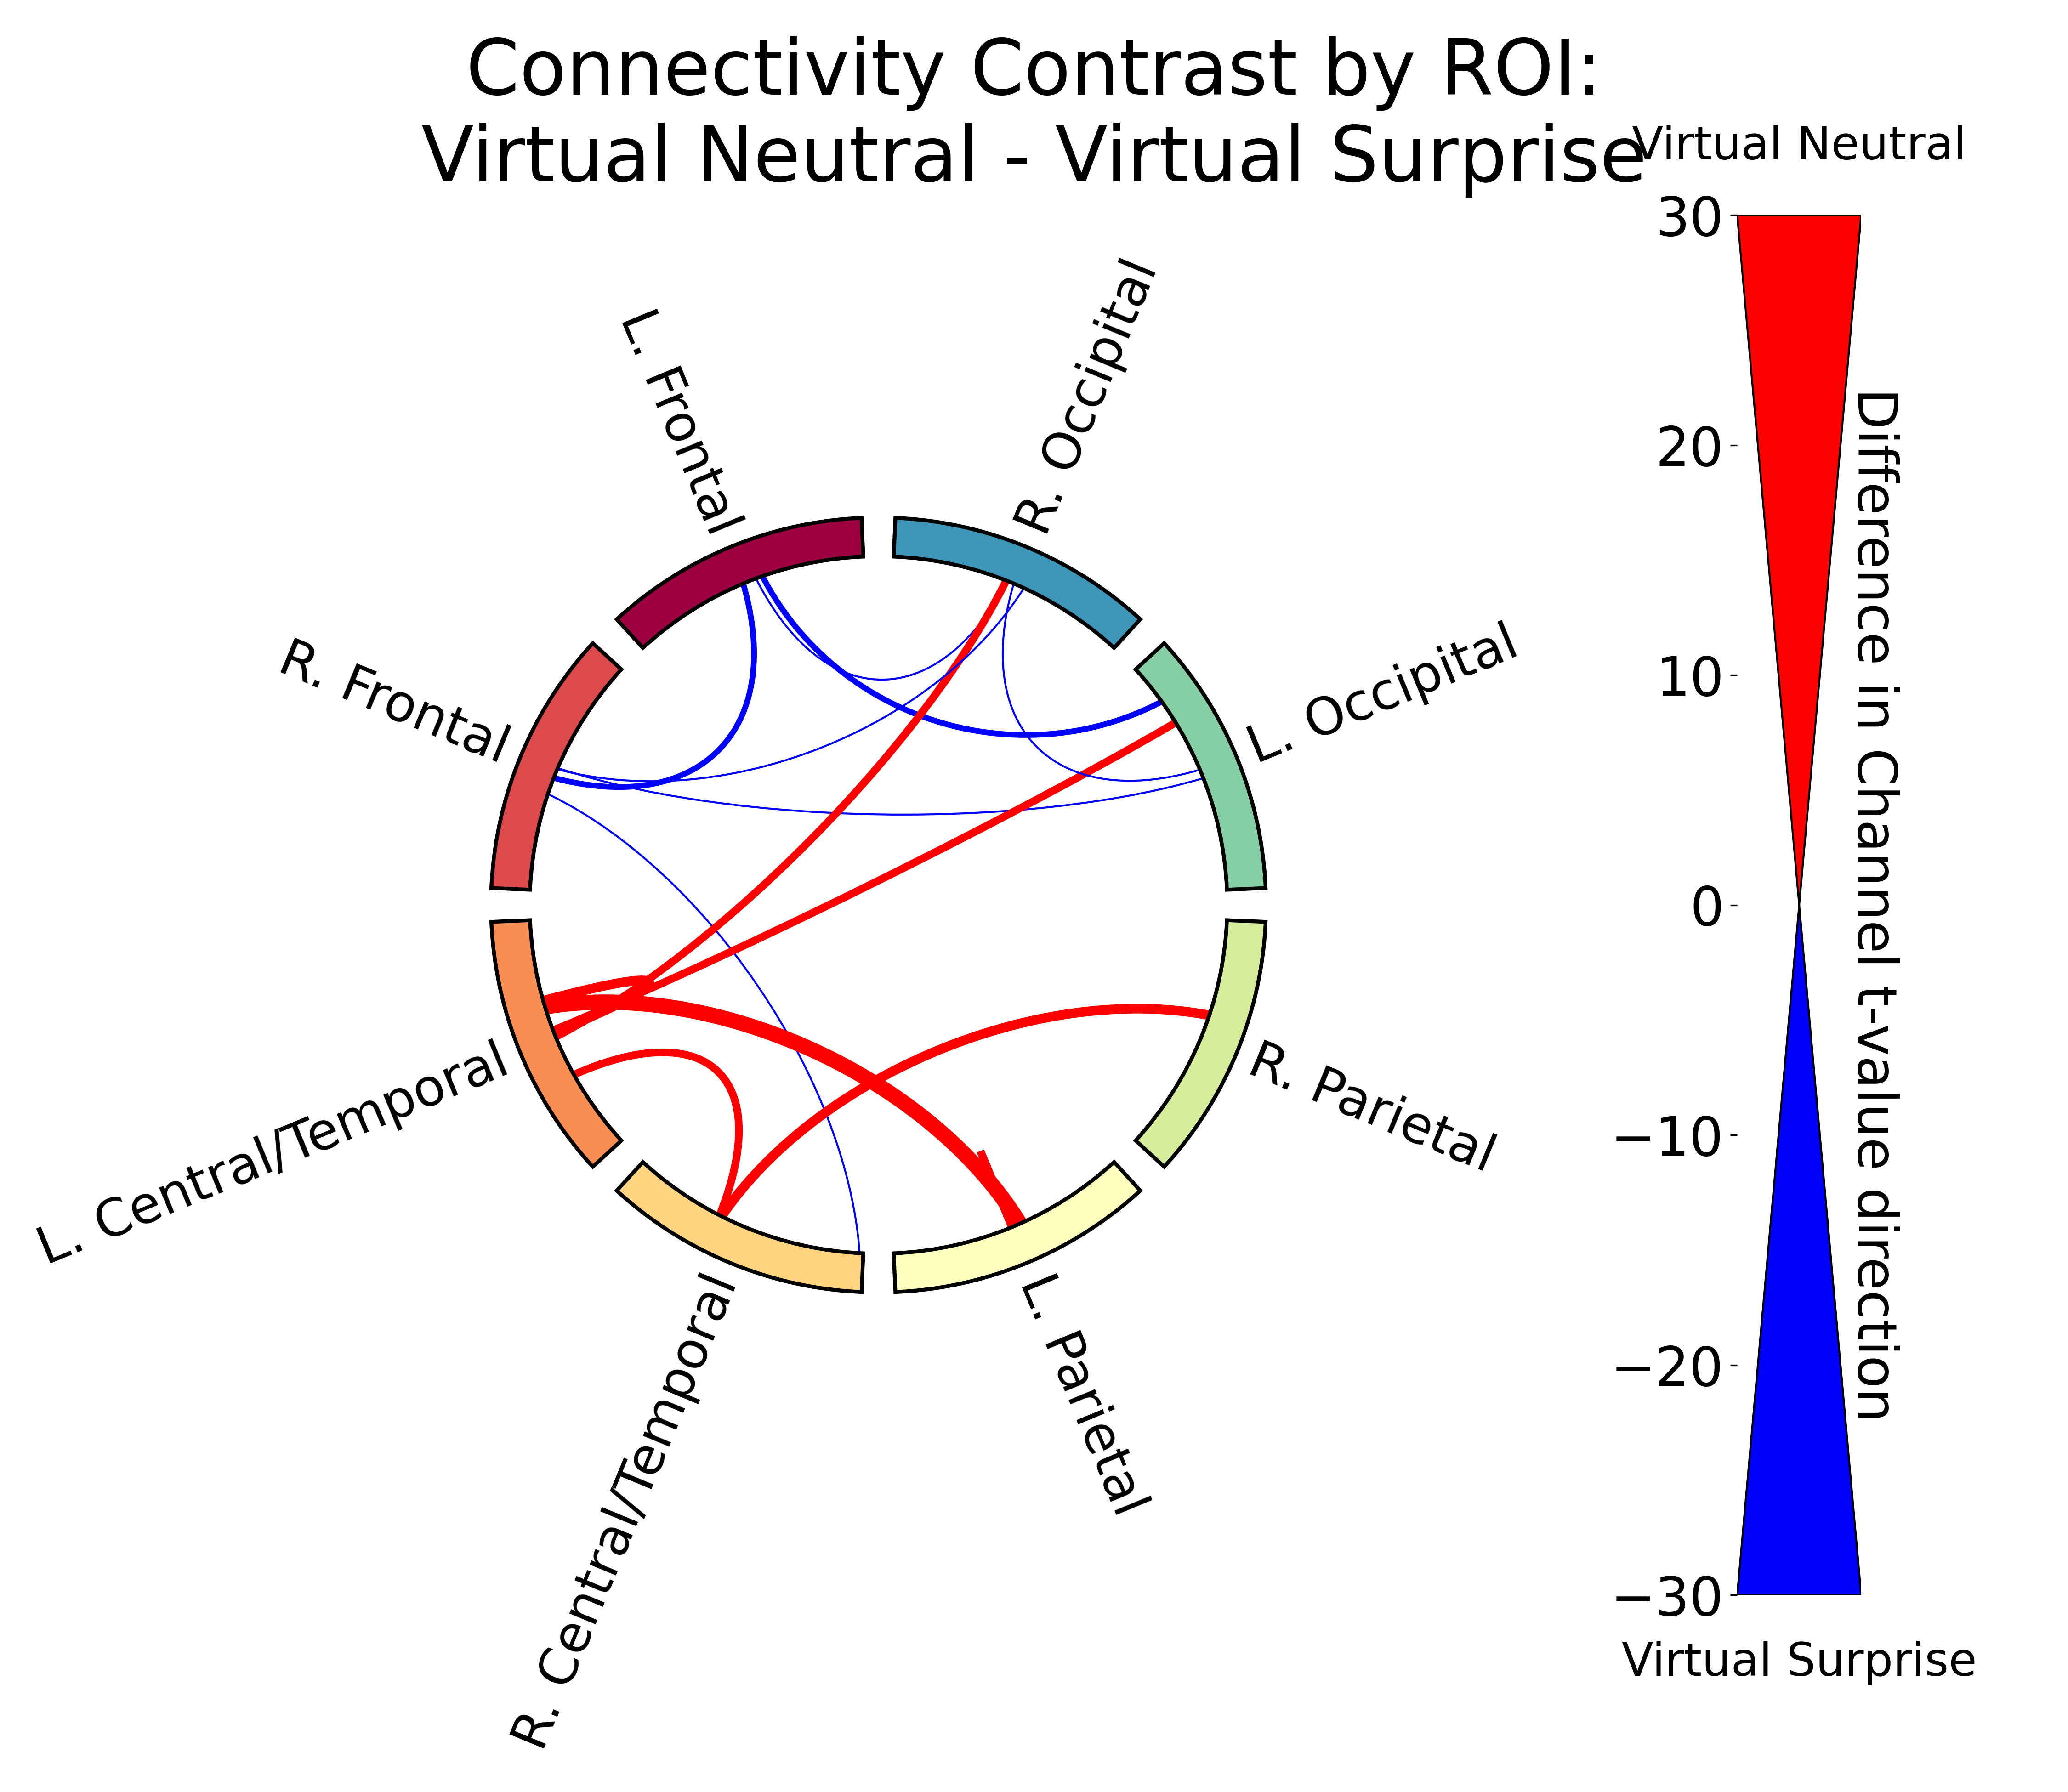 Connectivity Contrast by ROI:
Virtual Neutral - Virtual Surprise
Virtual Neutral
30
20
10
0
−10
−20
−30
Difference in Channel t-value direction
Virtual Surprise
L. Frontal
R. Occipital
R. Frontal
L. Occipital
L. Central/Temporal
R. Parietal
R. Central/Temporal
L. Parietal